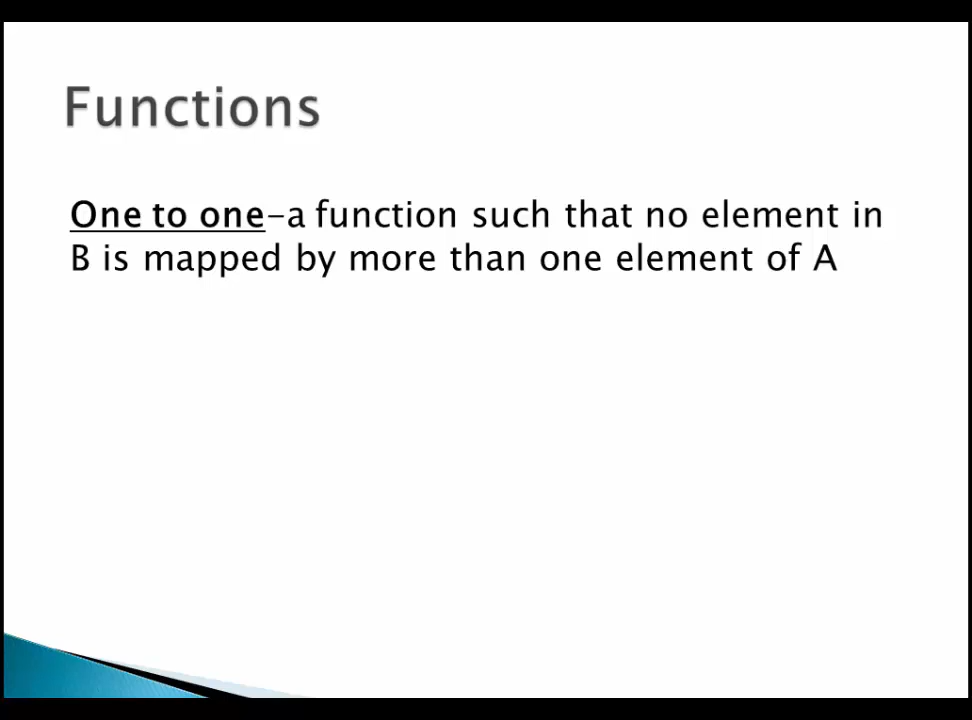 Functions
One to one-a function such that no element in
B is mapped by more than one element of A